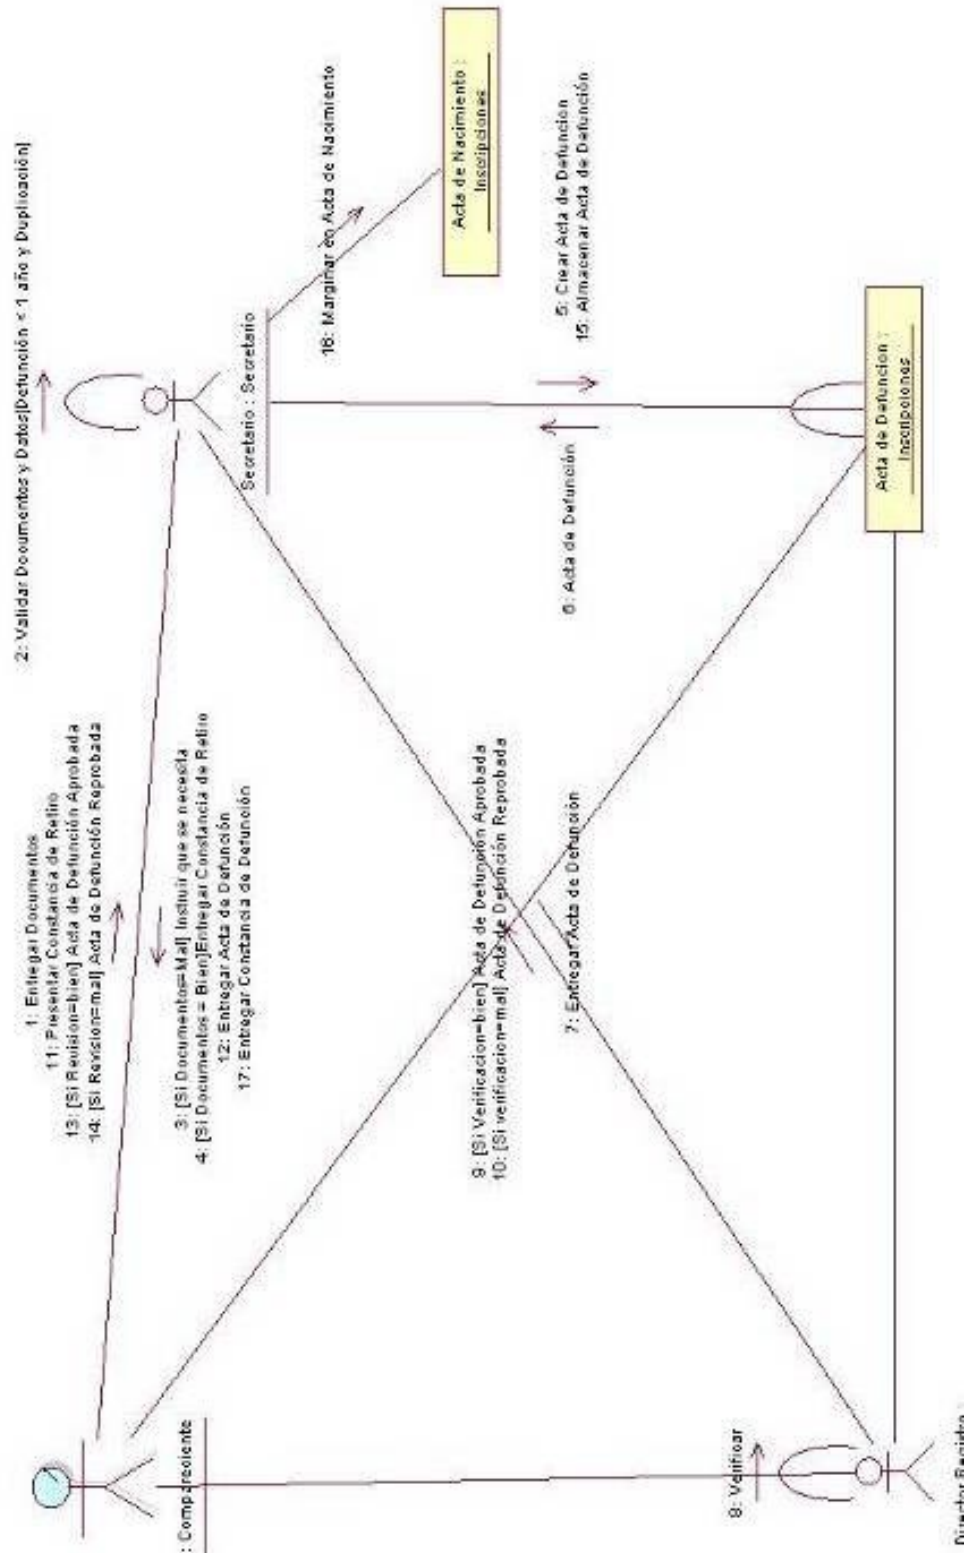 2: Validar Documentos y Datos[Defunción < 1 año y Duplicación]
1: Entregar Documentos
11: Presentar Constancia de Retiro
13: [Si Revision=bien] Acta de Defunción Aprobada
14: [Si Revision=mal] Acta de Defunción Reprobada
3: [Si Documentos=Mal] Instruir que se necesita
4: [Si Documentos = Bien]Entregar Constancia de Retiro
12: Entregar Acta de Defunción
17: Entregar Constancia de Defunción
: Compareciente
Secretario : Secretario
16: Marginar en Acta de Nacimiento
Acta de Nacimiento :
Inscripciones
9: [Si Verificacion=bien] Acta de Defunción Aprobada
10: [Si verificacion=mal] Acta de Defunción Reprobada
7: Entregar Acta de Defunción
6: Acta de Defunción
5: Crear Acta de Defunción
15: Almacenar Acta de Defunción
8: Verificar
Acta de Defuncion :
Inscripciones
Director Registro :